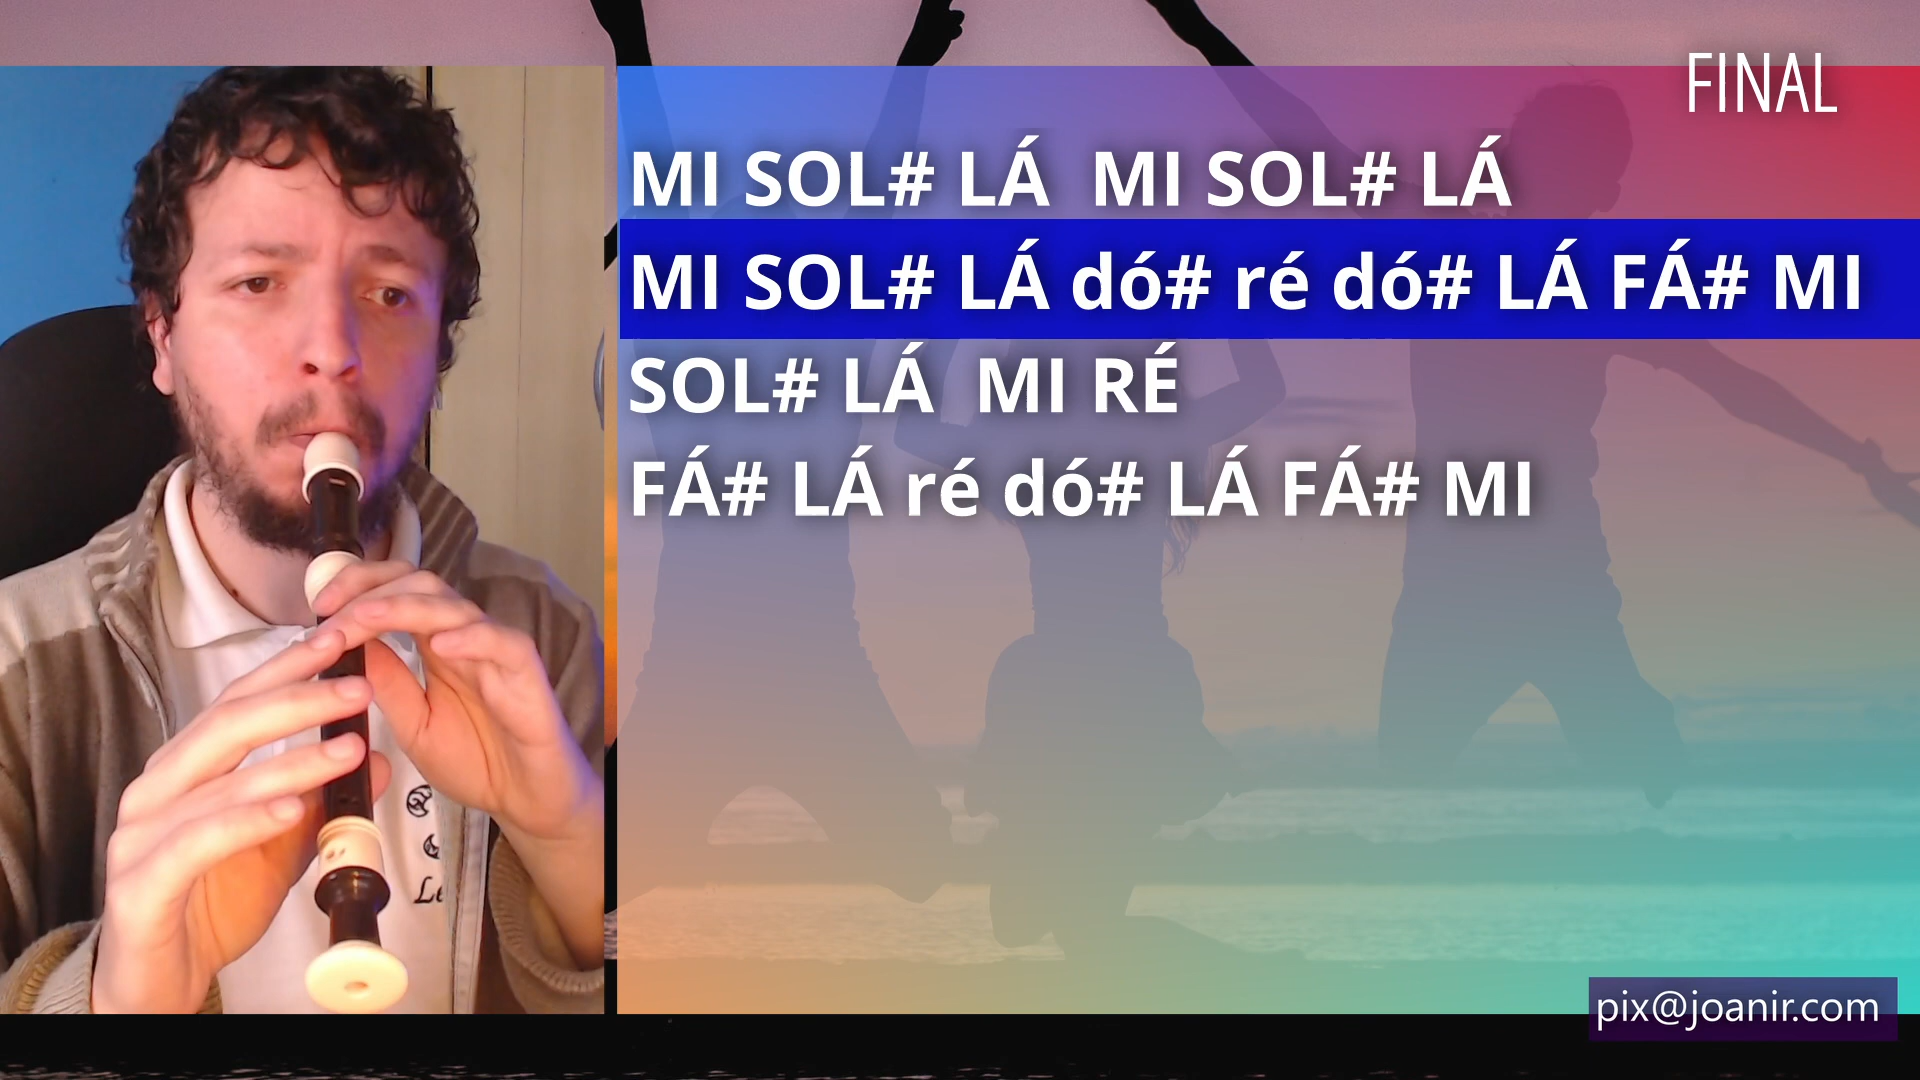 FINAL
MI SOL# LÁ  MI SOL# LÁ
MI SOL# LÁ dó# ré dó# LÁ FÁ# MI
SOL# LÁ  MI RÉ
FÁ# LÁ ré dó# LÁ FÁ# MI
pix@joanir.com